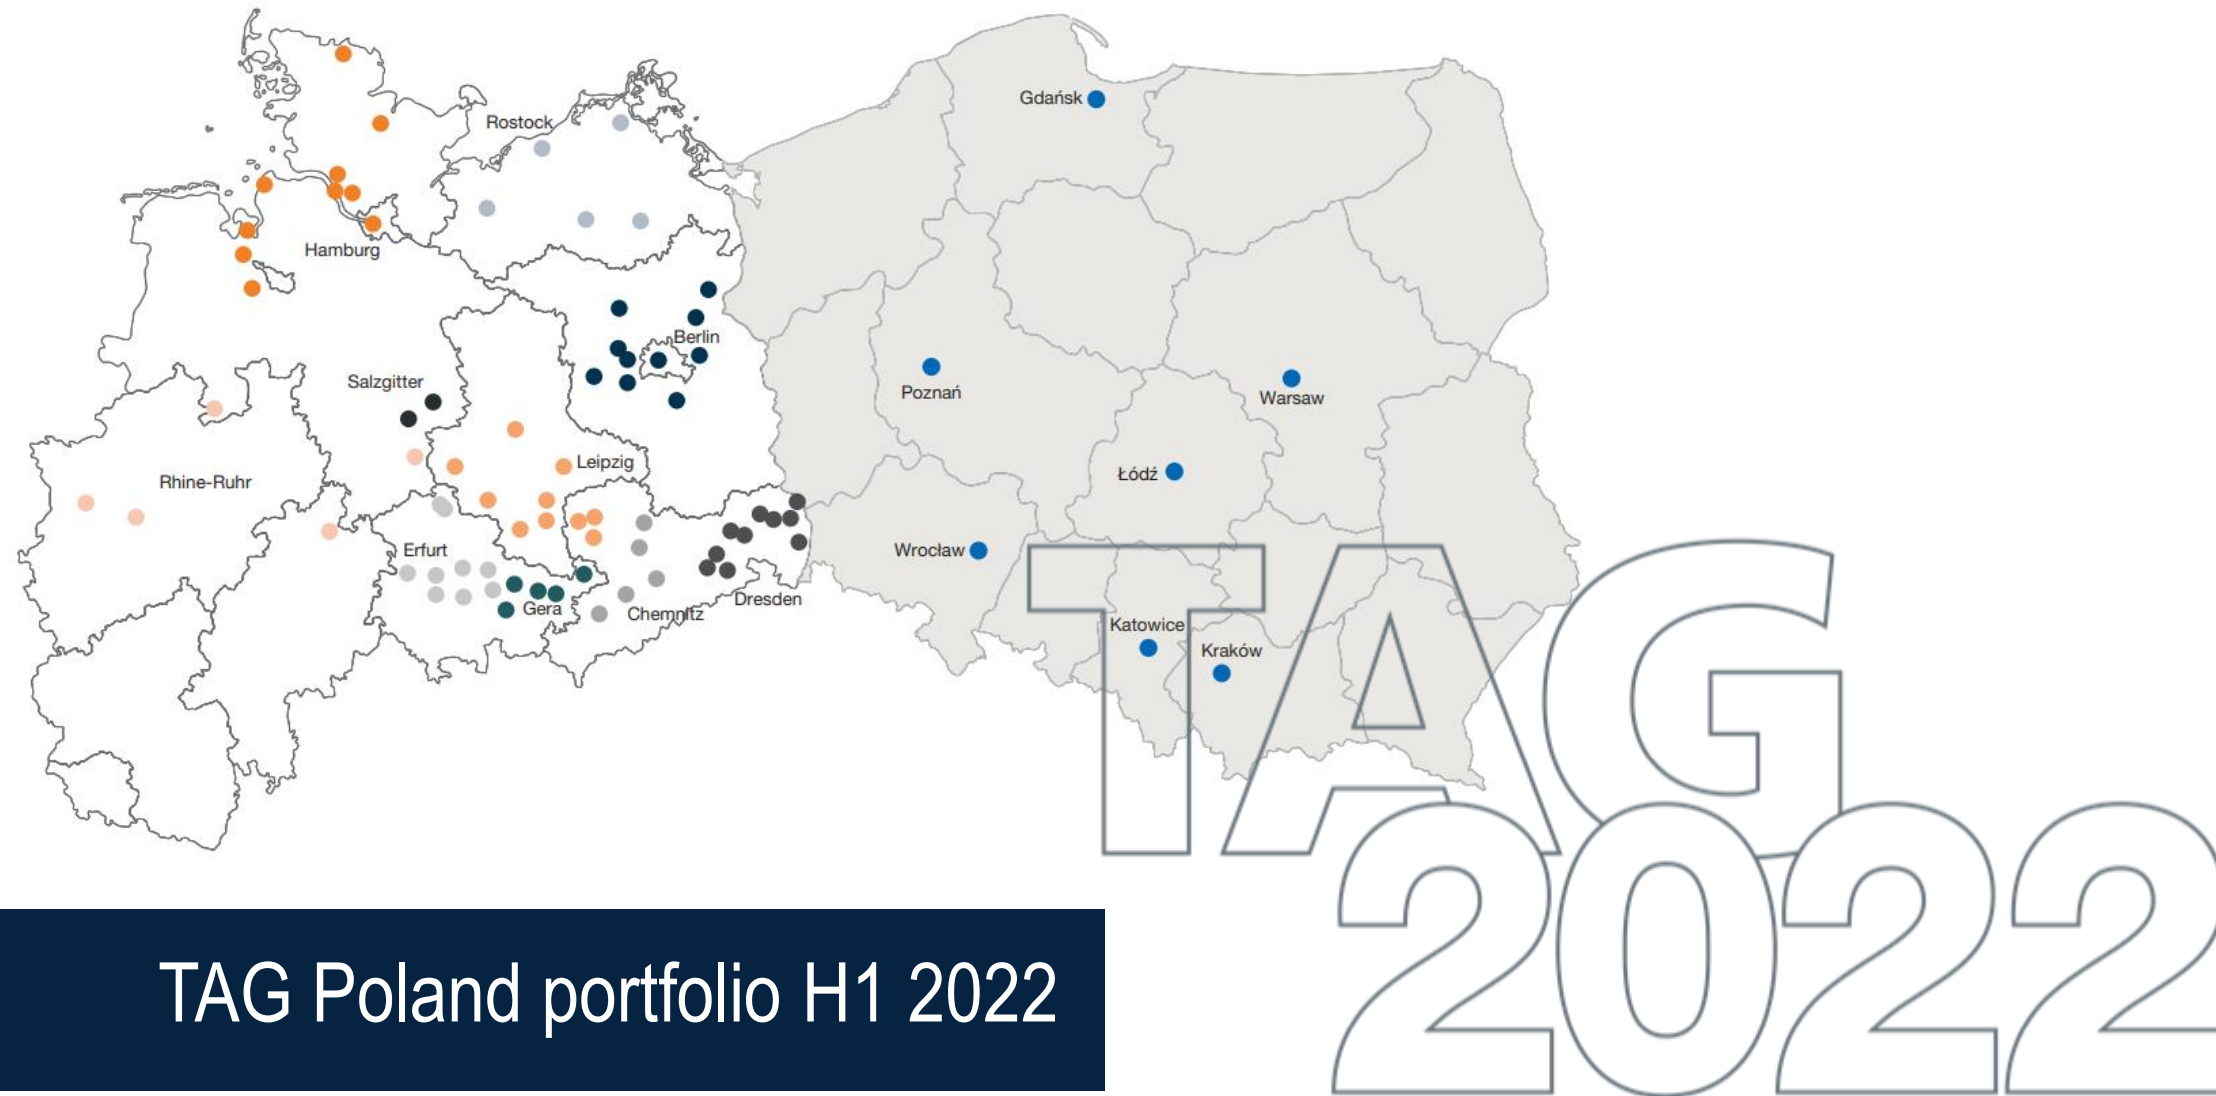 Gdańsk
Rostock
Hamburg
Berlin
Salzgitter
Poznań
Warsaw
Leipzig
Łódź
Rhine-Ruhr
Erfurt
Wrocław
Dresden
Gera
Chemnitz
Katowice
Kraków
TAG
2022
TAG Poland portfolio H1 2022